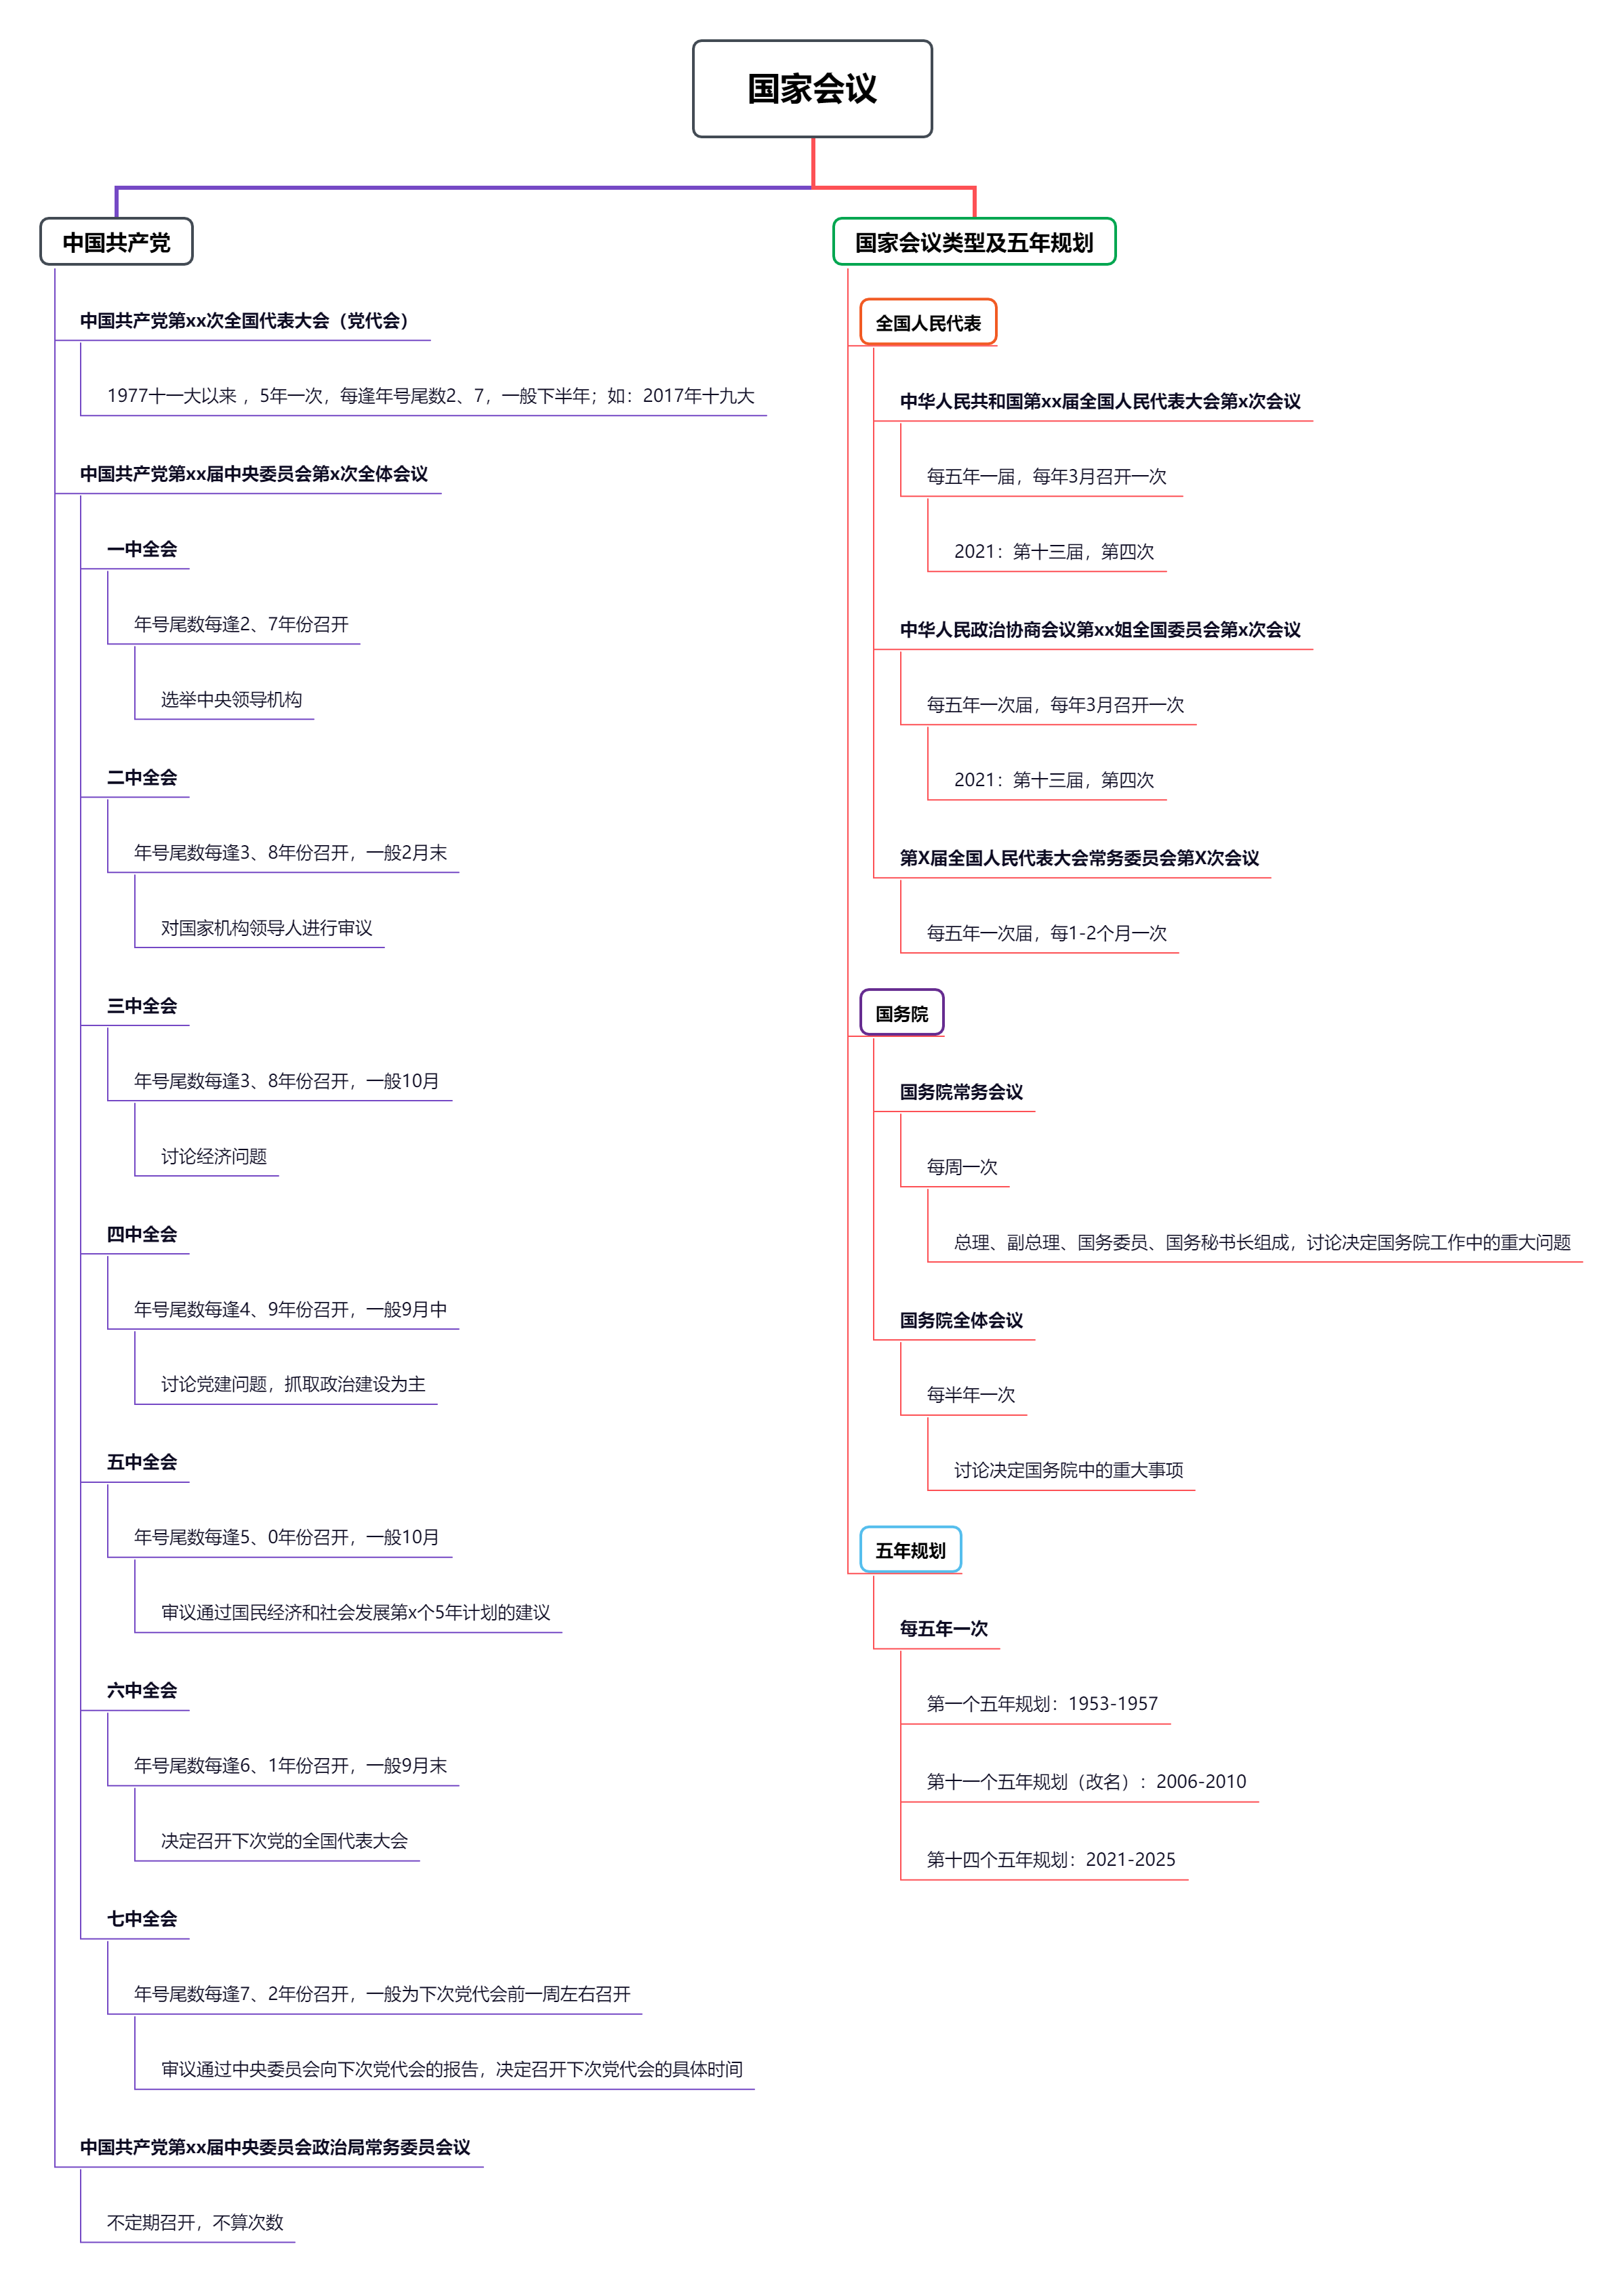 国家会议
中国共产党
中国共产党第xx次全国代表大会（党代会）
1977十一大以来 ，5年一次，每逢年号尾数2、7，一般下半年；如：2017年十九大
中国共产党第xx届中央委员会第x次全体会议
一中全会
年号尾数每逢2、7年份召开
选举中央领导机构
二中全会
年号尾数每逢3、8年份召开，一般2月末
对国家机构领导人进行审议
三中全会
年号尾数每逢3、8年份召开，一般10月
讨论经济问题
四中全会
年号尾数每逢4、9年份召开，一般9月中
讨论党建问题，抓取政治建设为主
五中全会
年号尾数每逢5、0年份召开，一般10月
审议通过国民经济和社会发展第x个5年计划的建议
六中全会
年号尾数每逢6、1年份召开，一般9月末
决定召开下次党的全国代表大会
七中全会
年号尾数每逢7、2年份召开，一般为下次党代会前一周左右召开
审议通过中央委员会向下次党代会的报告，决定召开下次党代会的具体时间
中国共产党第xx届中央委员会政治局常务委员会议
不定期召开，不算次数
国家会议类型及五年规划
全国人民代表
中华人民共和国第xx届全国人民代表大会第x次会议
每五年一届，每年3月召开一次
2021：第十三届，第四次
中华人民政治协商会议第xx姐全国委员会第x次会议
每五年一次届，每年3月召开一次
2021：第十三届，第四次
第X届全国人民代表大会常务委员会第X次会议
每五年一次届，每1-2个月一次
国务院
国务院常务会议
每周一次
总理、副总理、国务委员、国务秘书长组成，讨论决定国务院工作中的重大问题
国务院全体会议
每半年一次
讨论决定国务院中的重大事项
五年规划
每五年一次
第一个五年规划：1953-1957
第十一个五年规划（改名）：2006-2010
第十四个五年规划：2021-2025